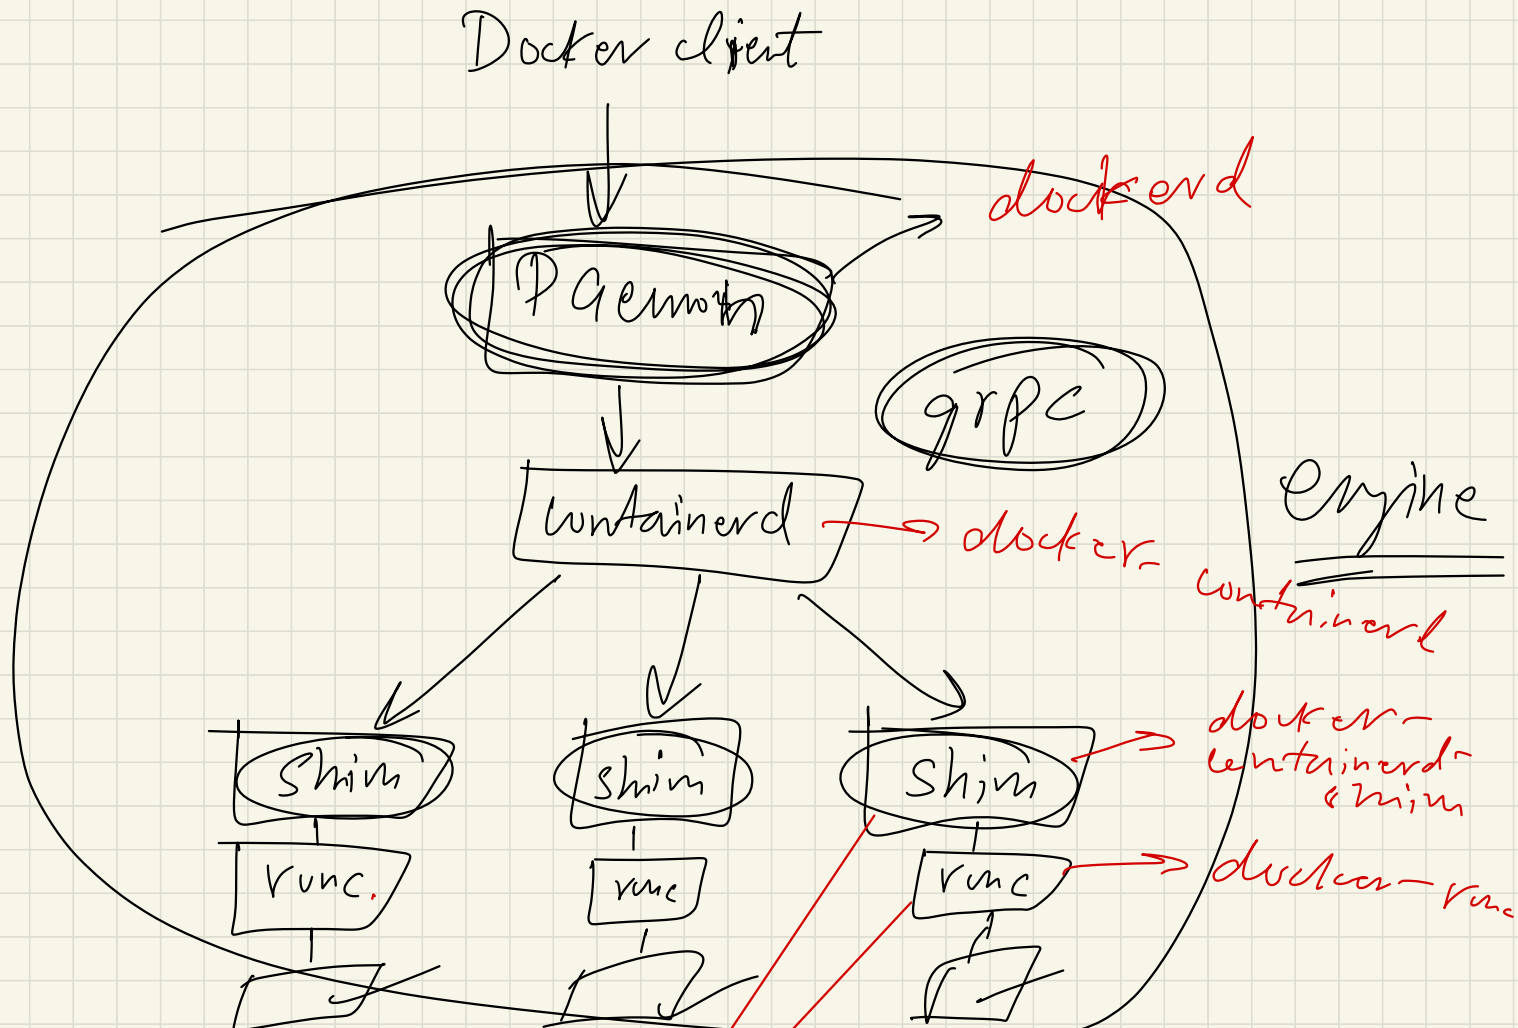 Docker client
dockerd
Daemon
grpc
engine
containerd
docker-
containerd
shim
shim
shim
docker-
containerd-
shim
runc.
runc
runc
docker-runc